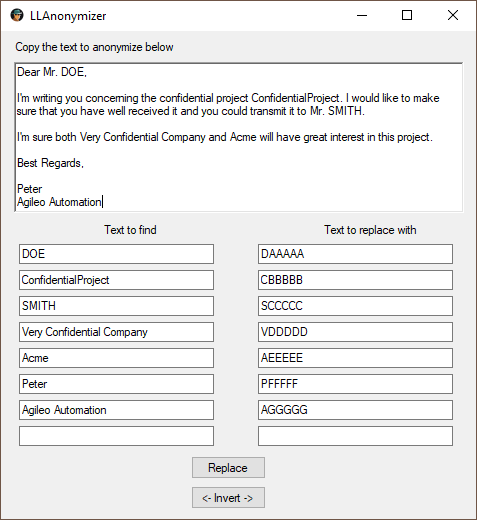 LLAnonymizer
Copy the text to anonymize below
Dear Mr. DOE,
I'm writing you concerning the confidential project ConfidentialProject. I would like to make
sure that you have well received it and you could transmit it to Mr. SMITH.
I'm sure both Very Confidential Company and Acme will have great interest in this project.
Best Regards,
Peter
Agileo Automation
Text to find Text to replace with
DOE DAAAAA
ConfidentialProject CBBBBB
SMITH SCCCCC
Very Confidential Company VDDDDD
Acme AEEEEE
Peter PFFFFF
Agileo Automation AGGGGG
Replace
<- Invert ->